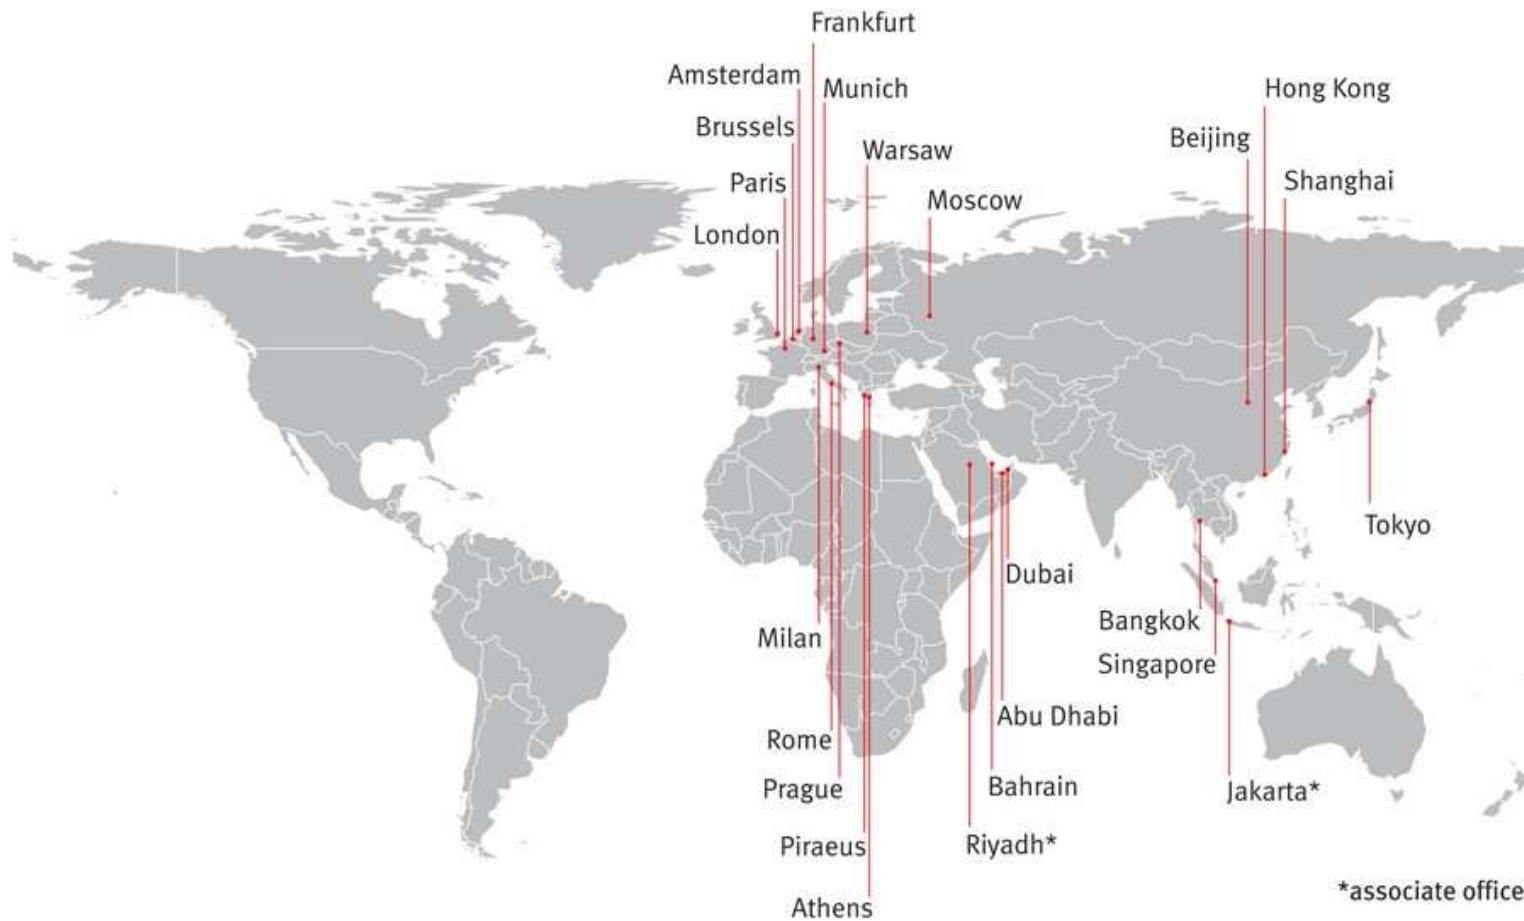 Frankfurt
Amsterdam
Munich
Hong Kong
Brussels
Beijing
Warsaw
Paris
Shanghai
Moscow
London
Tokyo
Dubai
Bangkok
Milan
Singapore
Abu Dhabi
Rome
Prague
Bahrain
Jakarta*
Piraeus
Riyadh*
*associate office
Athens